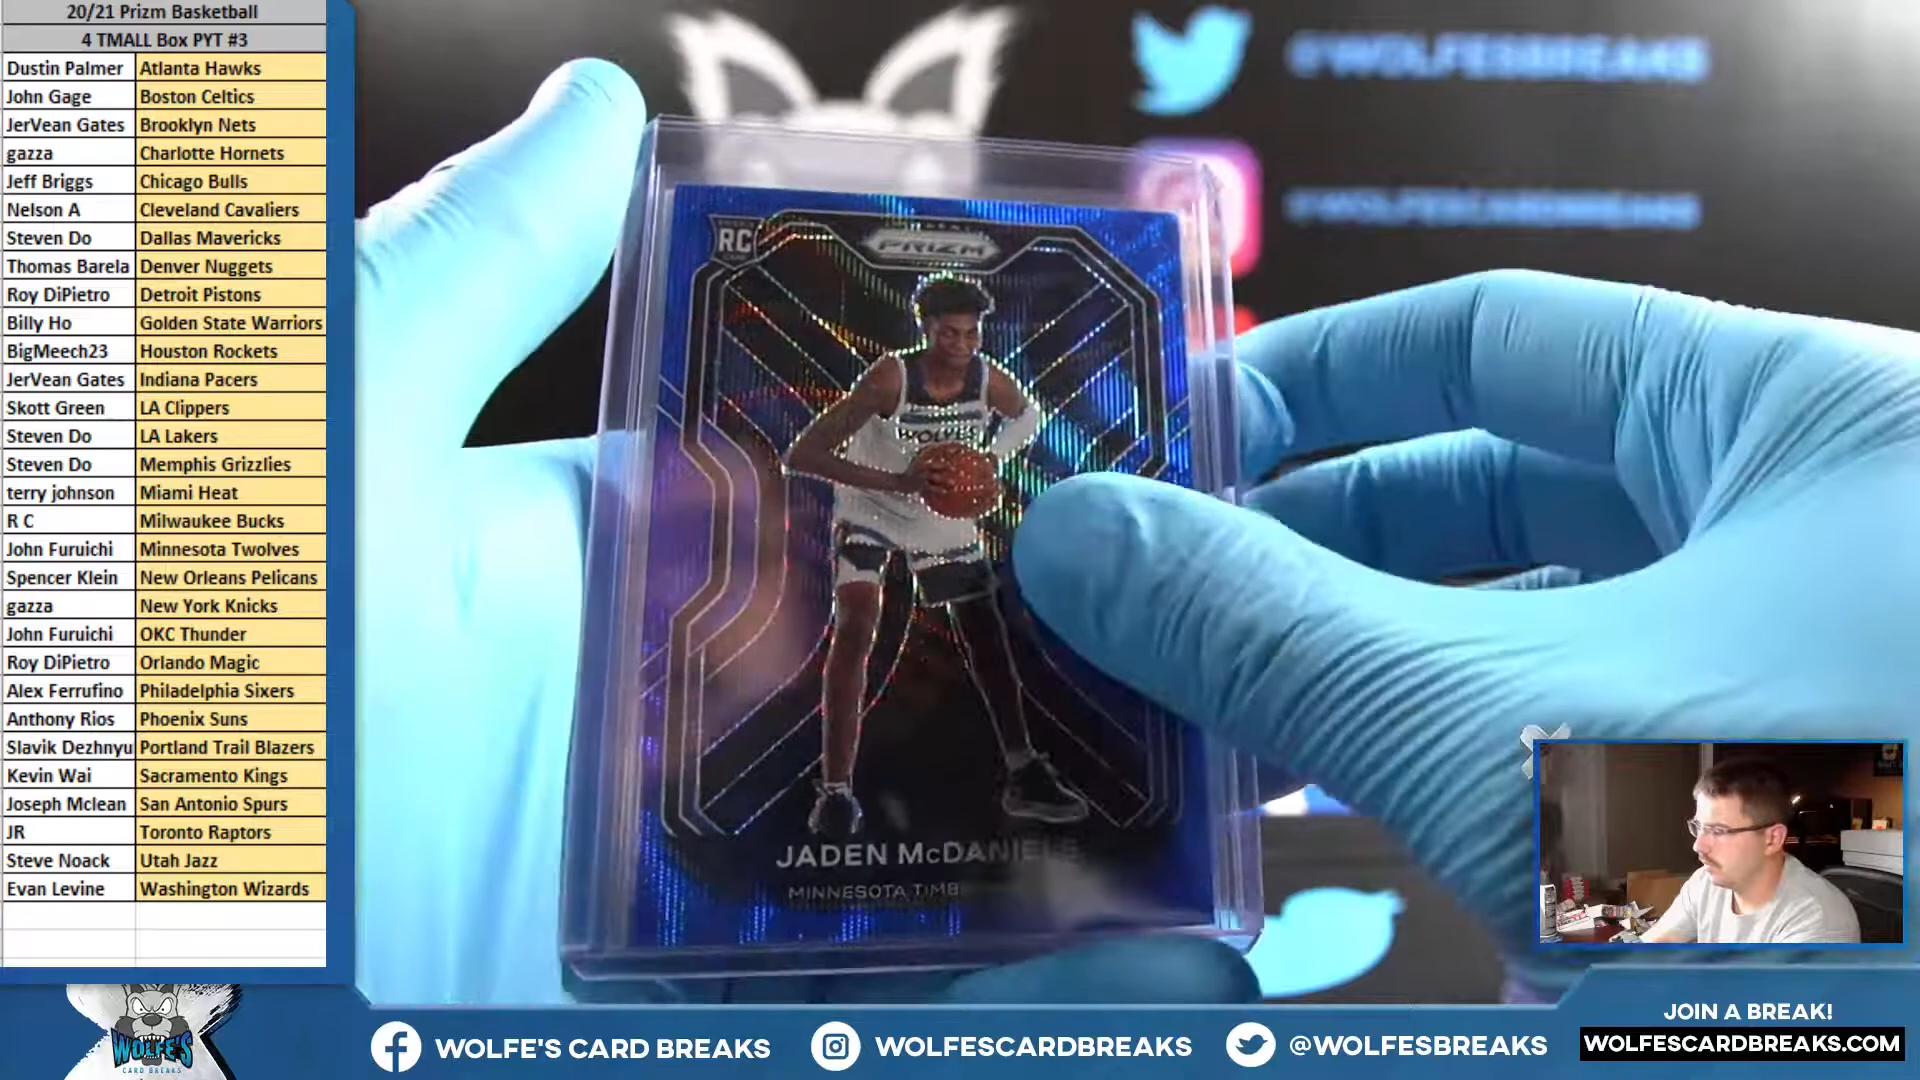 20/21 Prizm Basketball
4 TMALL Box PYT #3
Dustin Palmer Atlanta Hawks
John Gage Boston Celtics
JerVean Gates Brooklyn Nets
gazza Charlotte Hornets
Jeff Briggs Chicago Bulls
Nelson A Cleveland Cavaliers
Steven Do Dallas Mavericks
Thomas Barela Denver Nuggets
Roy DiPietro Detroit Pistons
Billy Ho Golden State Warriors
BigMeech23 Houston Rockets
JerVean Gates Indiana Pacers
Skott Green LA Clippers
Steven Do LA Lakers
Steven Do Memphis Grizzlies
terry johnson Miami Heat
R C Milwaukee Bucks
John Furuichi Minnesota Twolves
Spencer Klein New Orleans Pelicans
gazza New York Knicks
John Furuichi OKC Thunder
Roy DiPietro Orlando Magic
Alex Ferrufino Philadelphia Sixers
Anthony Rios Phoenix Suns
Slavik Dezhnyu Portland Trail Blazers
Kevin Wai Sacramento Kings
Joseph Mclean San Antonio Spurs
JR Toronto Raptors
Steve Noack Utah Jazz
Evan Levine Washington Wizards
@WOLFESBREAKS
@WOLFESCARDBREAKS
RC
PRIZM
WOLVES
JADEN McDANIELS
MINNESOTA TIMB
WOLFE'S
CARD BREAKS
WOLFE'S CARD BREAKS
WOLFESCARDBREAKS
@WOLFESBREAKS
JOIN A BREAK!
WOLFESCARDBREAKS.COM